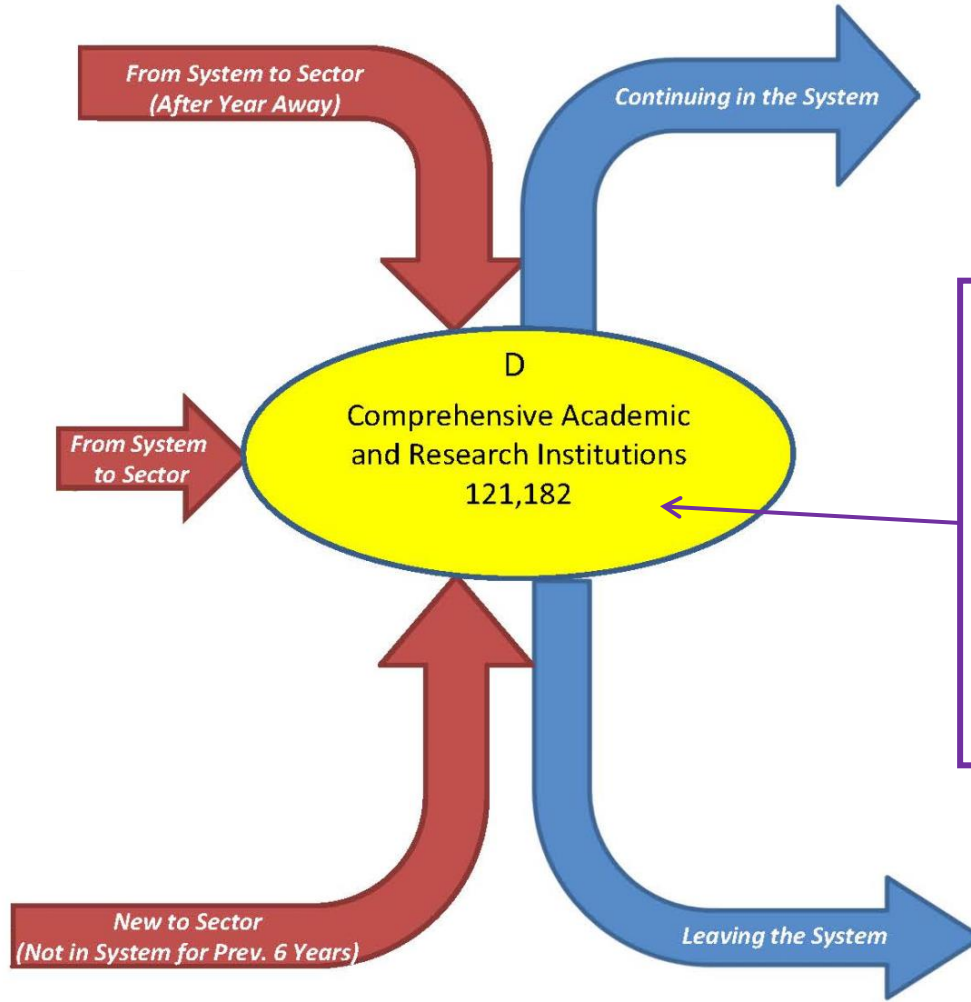 From System to Sector
(After Year Away)
Continuing in the System
D
Comprehensive Academic
and Research Institutions
121,182
From System
to Sector
New to Sector
(Not in System for Prev. 6 Years)
Leaving the System